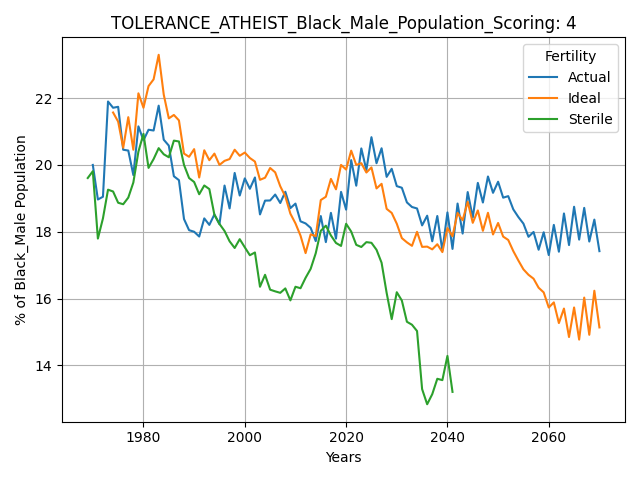 TOLERANCE_ATHEIST_Black_Male_Population_Scoring: 4
% of Black_Male Population
22
20
18
16
14
Fertility
Actual
Ideal
Sterile
1980
2000
2020
2040
2060
Years